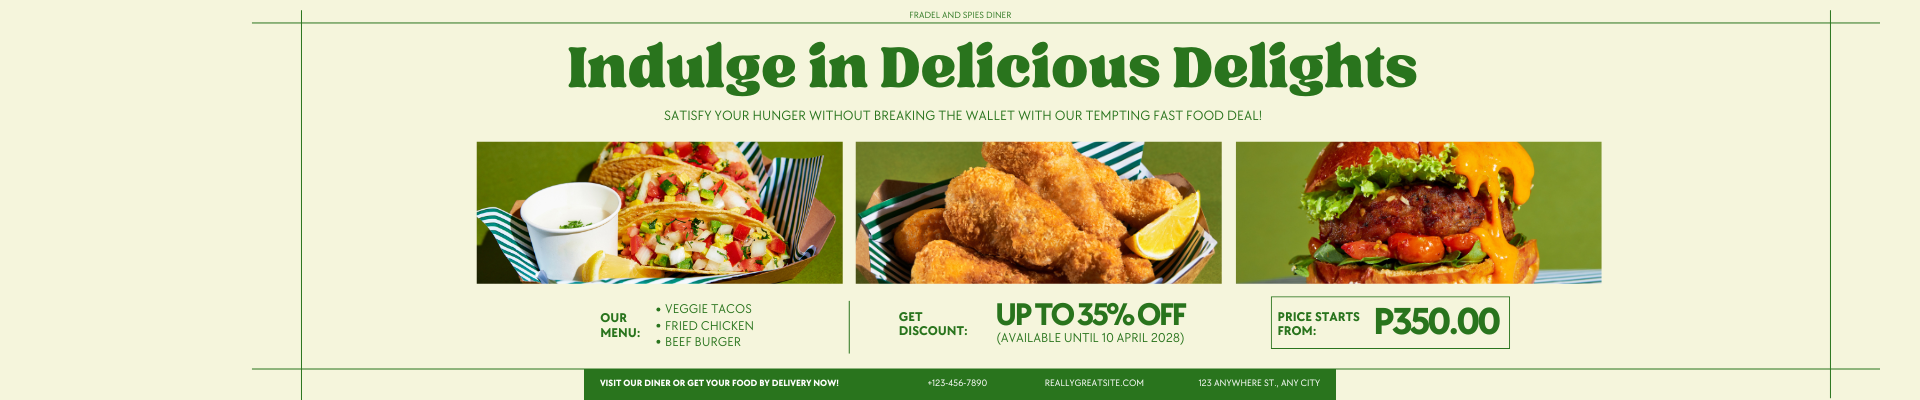 FRADEL AND SPIES DINER
Indulge in Delicious Delights
SATISFY YOUR HUNGER WITHOUT BREAKING THE WALLET WITH OUR TEMPTING FAST FOOD DEAL!
OUR
MENU:
• VEGGIE TACOS
• FRIED CHICKEN
• BEEF BURGER
GET
DISCOUNT:
UP TO 35% OFF
(AVAILABLE UNTIL 10 APRIL 2028)
PRICE STARTS
FROM:
P350.00
VISIT OUR DINER OR GET YOUR FOOD BY DELIVERY NOW!
+123-456-7890
REALLYGREATSITE.COM
123 ANYWHERE ST., ANY CITY